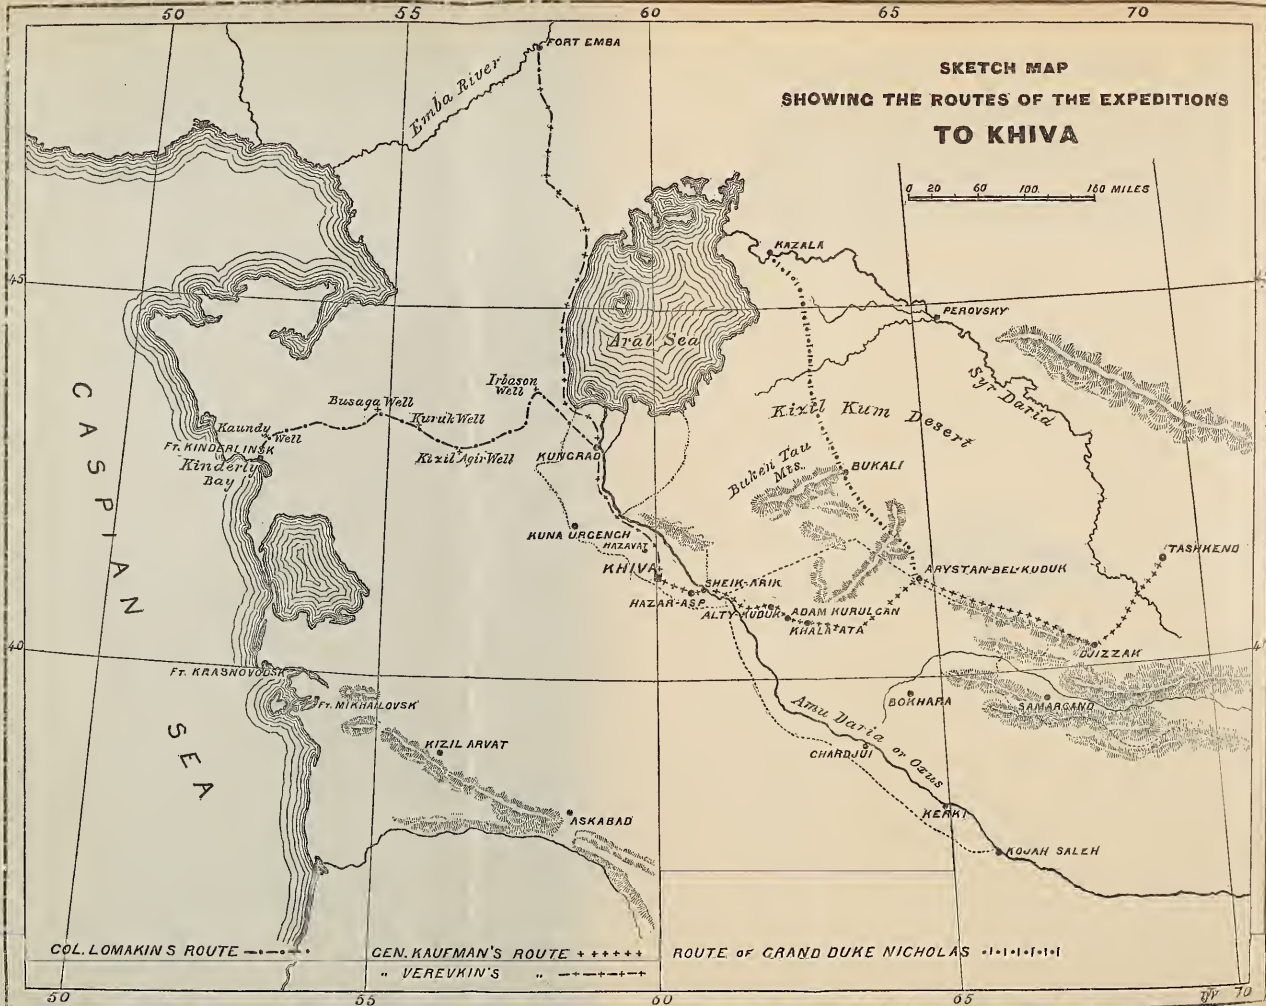 50 55 60 65 70
FORT EMBA
Emba River
SKETCH MAP
SHOWING THE ROUTES OF THE EXPEDITIONS
TO KHIVA
0 20 60 100. 160 MILES
KAZALA
45
PEROVSKY
Aral Sea
Syr Daria
Irbason
Well
Busaga Well
Kuruk Well
Kizil Kum Desert
Kaundy
Well
FT. KINDERLINSK
Kinderly
Bay
Kizil Agir Well
KUNGRAD
Buken Tau
Mts.
BUKALI
CASPIAN SEA
KUNA URGENCH
HAZAVAT
TASHKEND
KHIVA
SHEIK-ARIK
ARYSTAN-BEL-KUDUK
HAZAR-ASP
ALTY-KUDUK
ADAM KURULGAN
KHALA-ATA
DJIZZAK
40
FT. KRASNOVODSK
FT. MIKHAILOVSK
BOKHARA
SAMARCAND
Amu Daria or Oxus
KIZIL ARVAT
CHARDJUI
ASKABAD
KERKI
KOJAH SALEH
COL. LOMAKINS ROUTE
GEN. KAUFMAN'S ROUTE
ROUTE OF GRAND DUKE NICHOLAS
„ VEREVKIN'S „
50 55 60 65 70